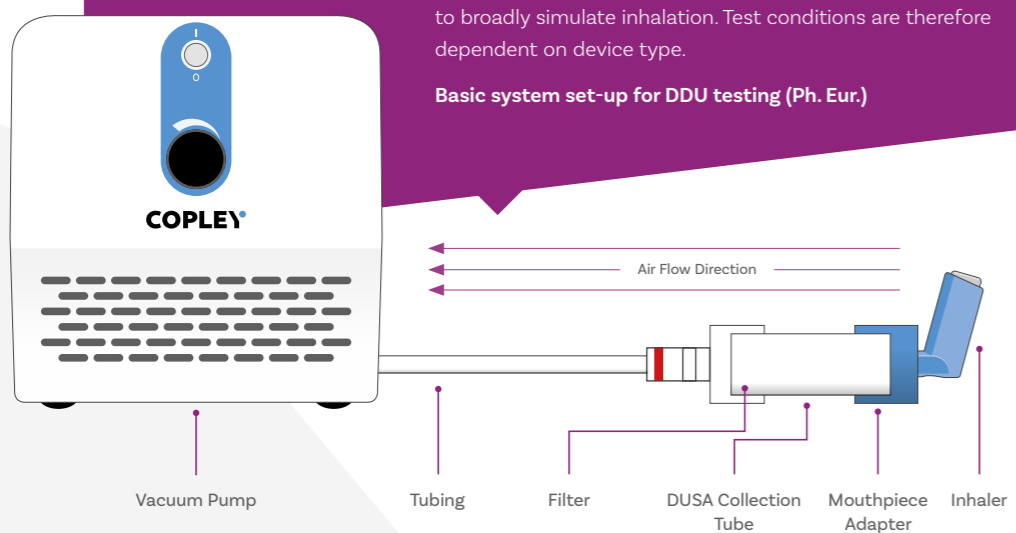 to broadly simulate inhalation. Test conditions are therefore
dependent on device type.
Basic system set-up for DDU testing (Ph. Eur.)
I
O
COPLEY
Air Flow Direction
Vacuum Pump
Tubing
Filter
DUSA Collection
Tube
Mouthpiece
Adapter
Inhaler